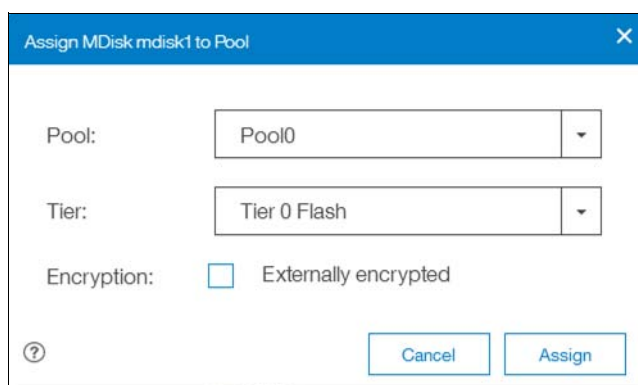 Assign MDisk mdisk1 to Pool
Pool: Pool0
Tier: Tier 0 Flash
Encryption: Externally encrypted
? Cancel Assign